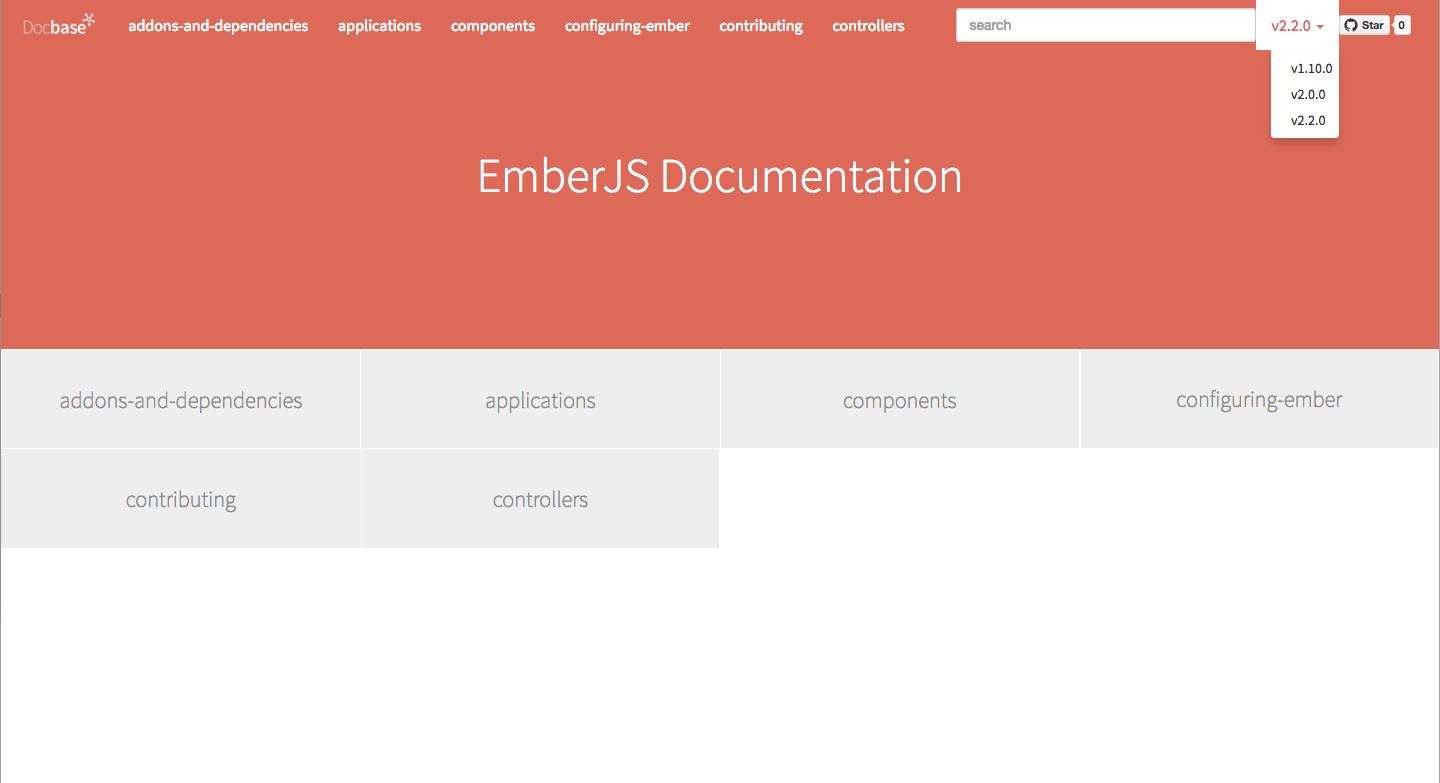 Docbase addons-and-dependencies applications components configuring-ember contributing controllers search v2.2.0 Star 0
v1.10.0
v2.0.0
v2.2.0
EmberJS Documentation
addons-and-dependencies applications components configuring-ember
contributing controllers